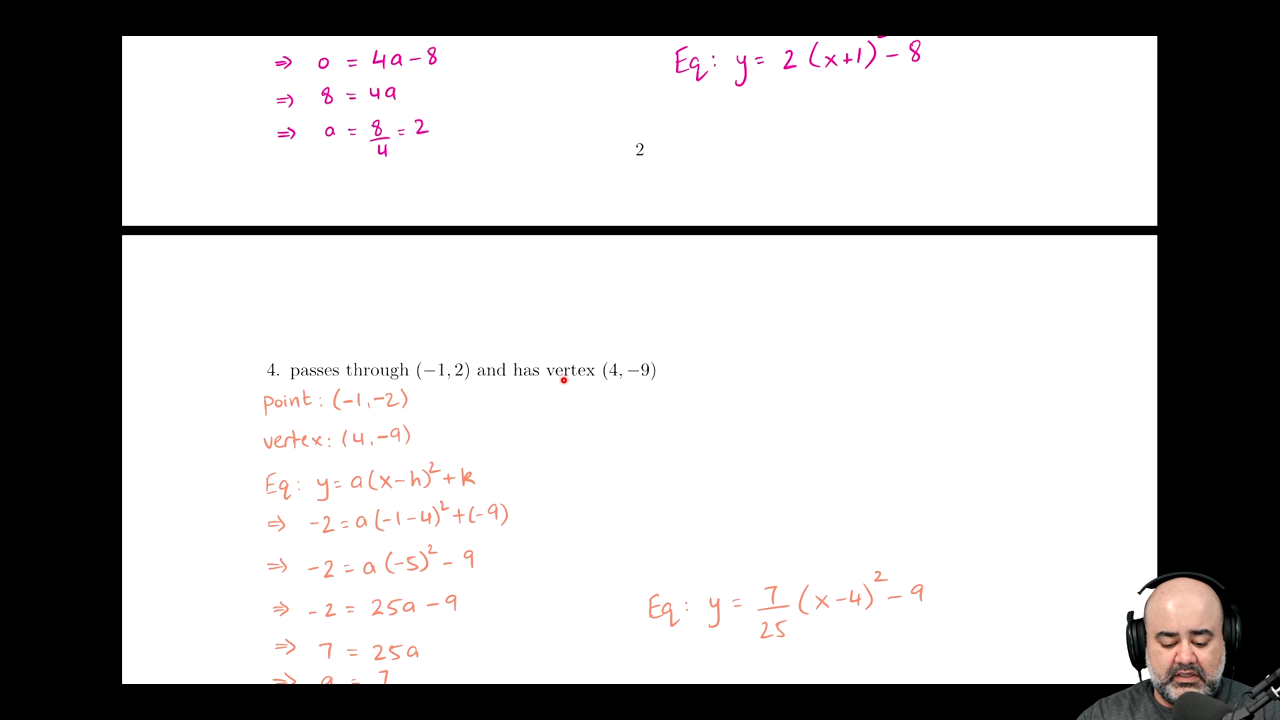 ⇒ 0 = 4a - 8
Eq: y = 2 (x+1)² - 8
⇒ 8 = 4a
⇒ a = 8/4 = 2
2
4. passes through (−1, 2) and has vertex (4, −9)
point: (-1,-2)
vertex: (4,-9)
Eq: y = a(x-h)² + k
⇒ -2 = a(-1-4)² + (-9)
⇒ -2 = a(-5)² - 9
⇒ -2 = 25a - 9
Eq: y = 7/25 (x-4)² - 9
⇒ 7 = 25a
⇒ a = 7